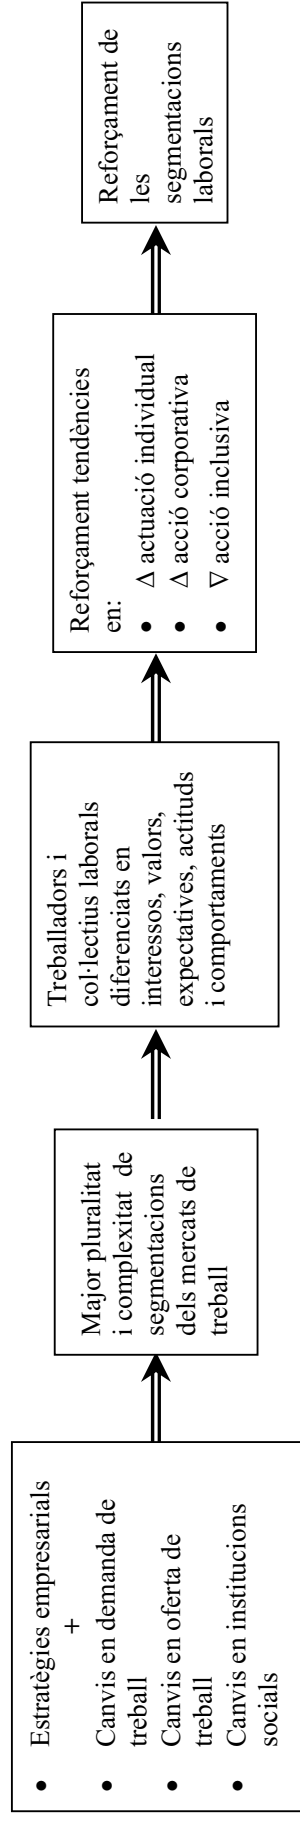 • Estratègies empresarials
+
• Canvis en demanda de
treball
• Canvis en oferta de
treball
• Canvis en institucions
socials
Major pluralitat
i complexitat de
segmentacions
dels mercats de
treball
Treballadors i
col·lectius laborals
diferenciats en
interessos, valors,
expectatives, actituds
i comportaments
Reforçament tendències
en:
• Δ actuació individual
• Δ acció corporativa
• ∇ acció inclusiva
Reforçament de
les
segmentacions
laborals